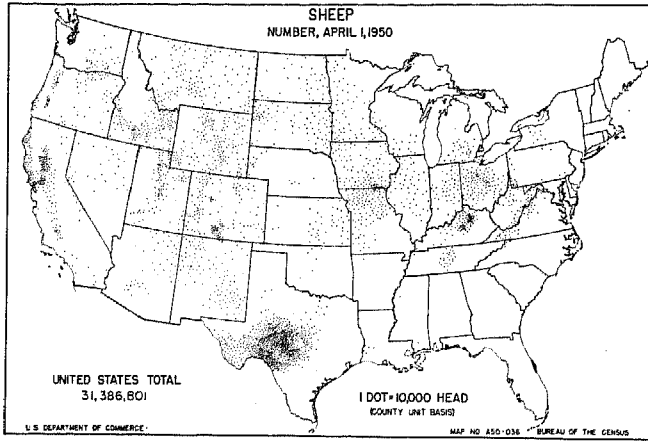 SHEEP
NUMBER, APRIL 1, 1950
UNITED STATES TOTAL
31,386,801
1 DOT=10,000 HEAD
(COUNTY UNIT BASIS)
U S DEPARTMENT OF COMMERCE
MAP NO A50-036
BUREAU OF THE CENSUS